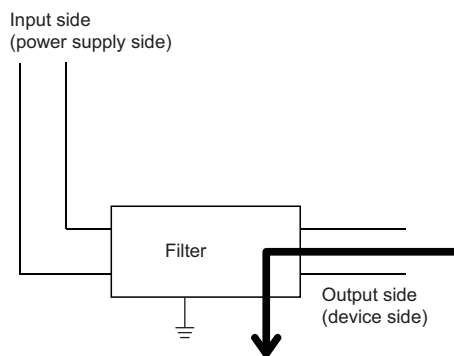 Input side
(power supply side)
Filter
Output side
(device side)